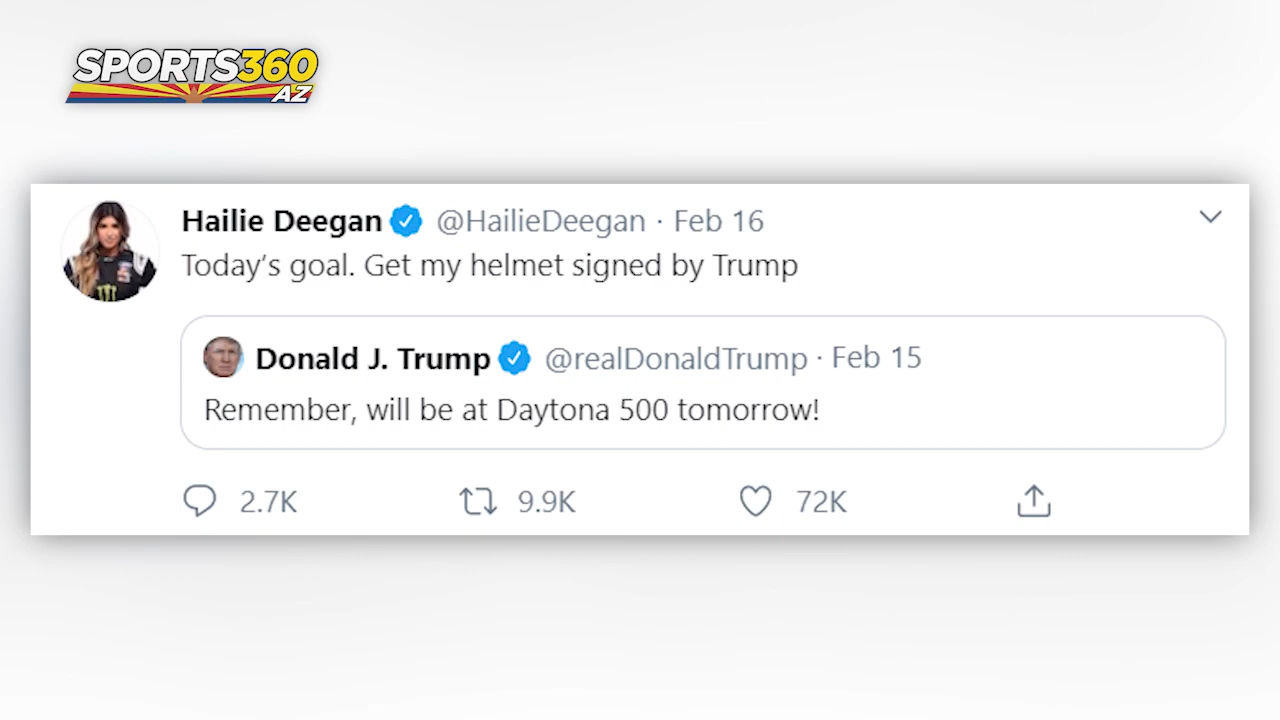 SPORTS360
AZ
Hailie Deegan @HailieDeegan · Feb 16
Today's goal. Get my helmet signed by Trump
Donald J. Trump @realDonaldTrump · Feb 15
Remember, will be at Daytona 500 tomorrow!
2.7K 9.9K 72K